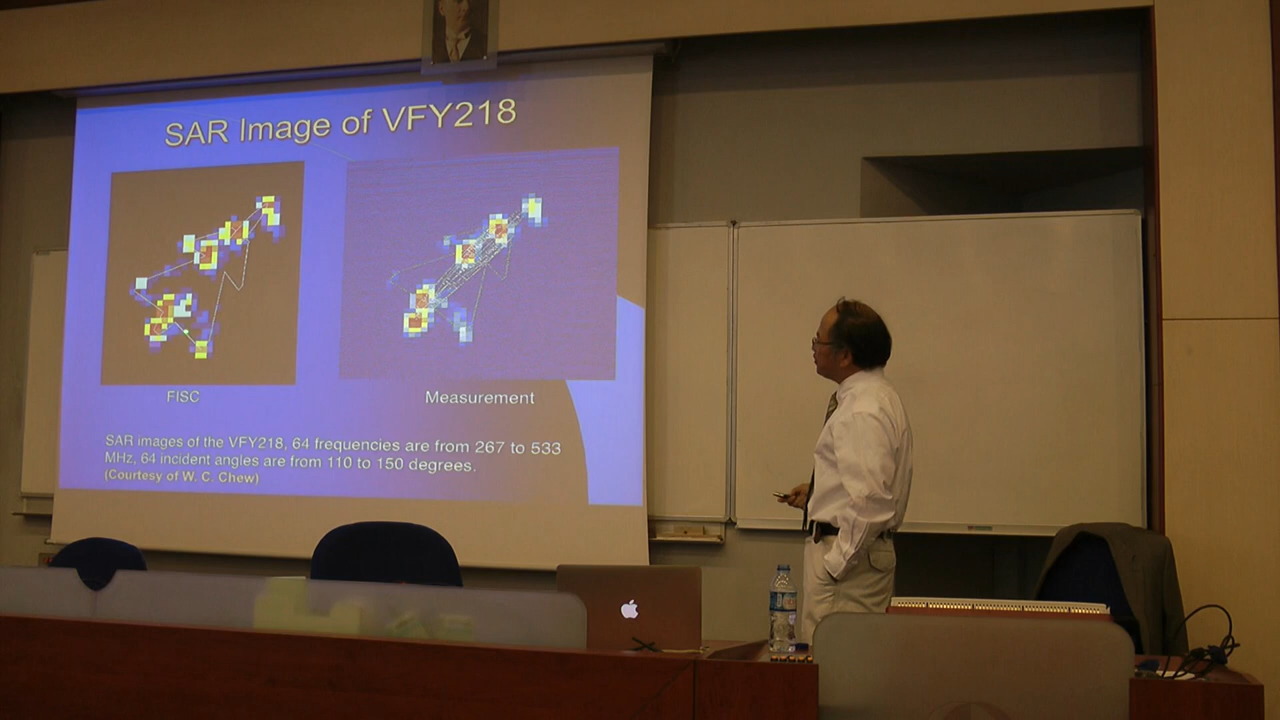 SAR Image of VFY218
FISC
Measurement
SAR images of the VFY218, 64 frequencies are from 267 to 533
MHz, 64 incident angles are from 110 to 150 degrees.
(Courtesy of W. C. Chew)